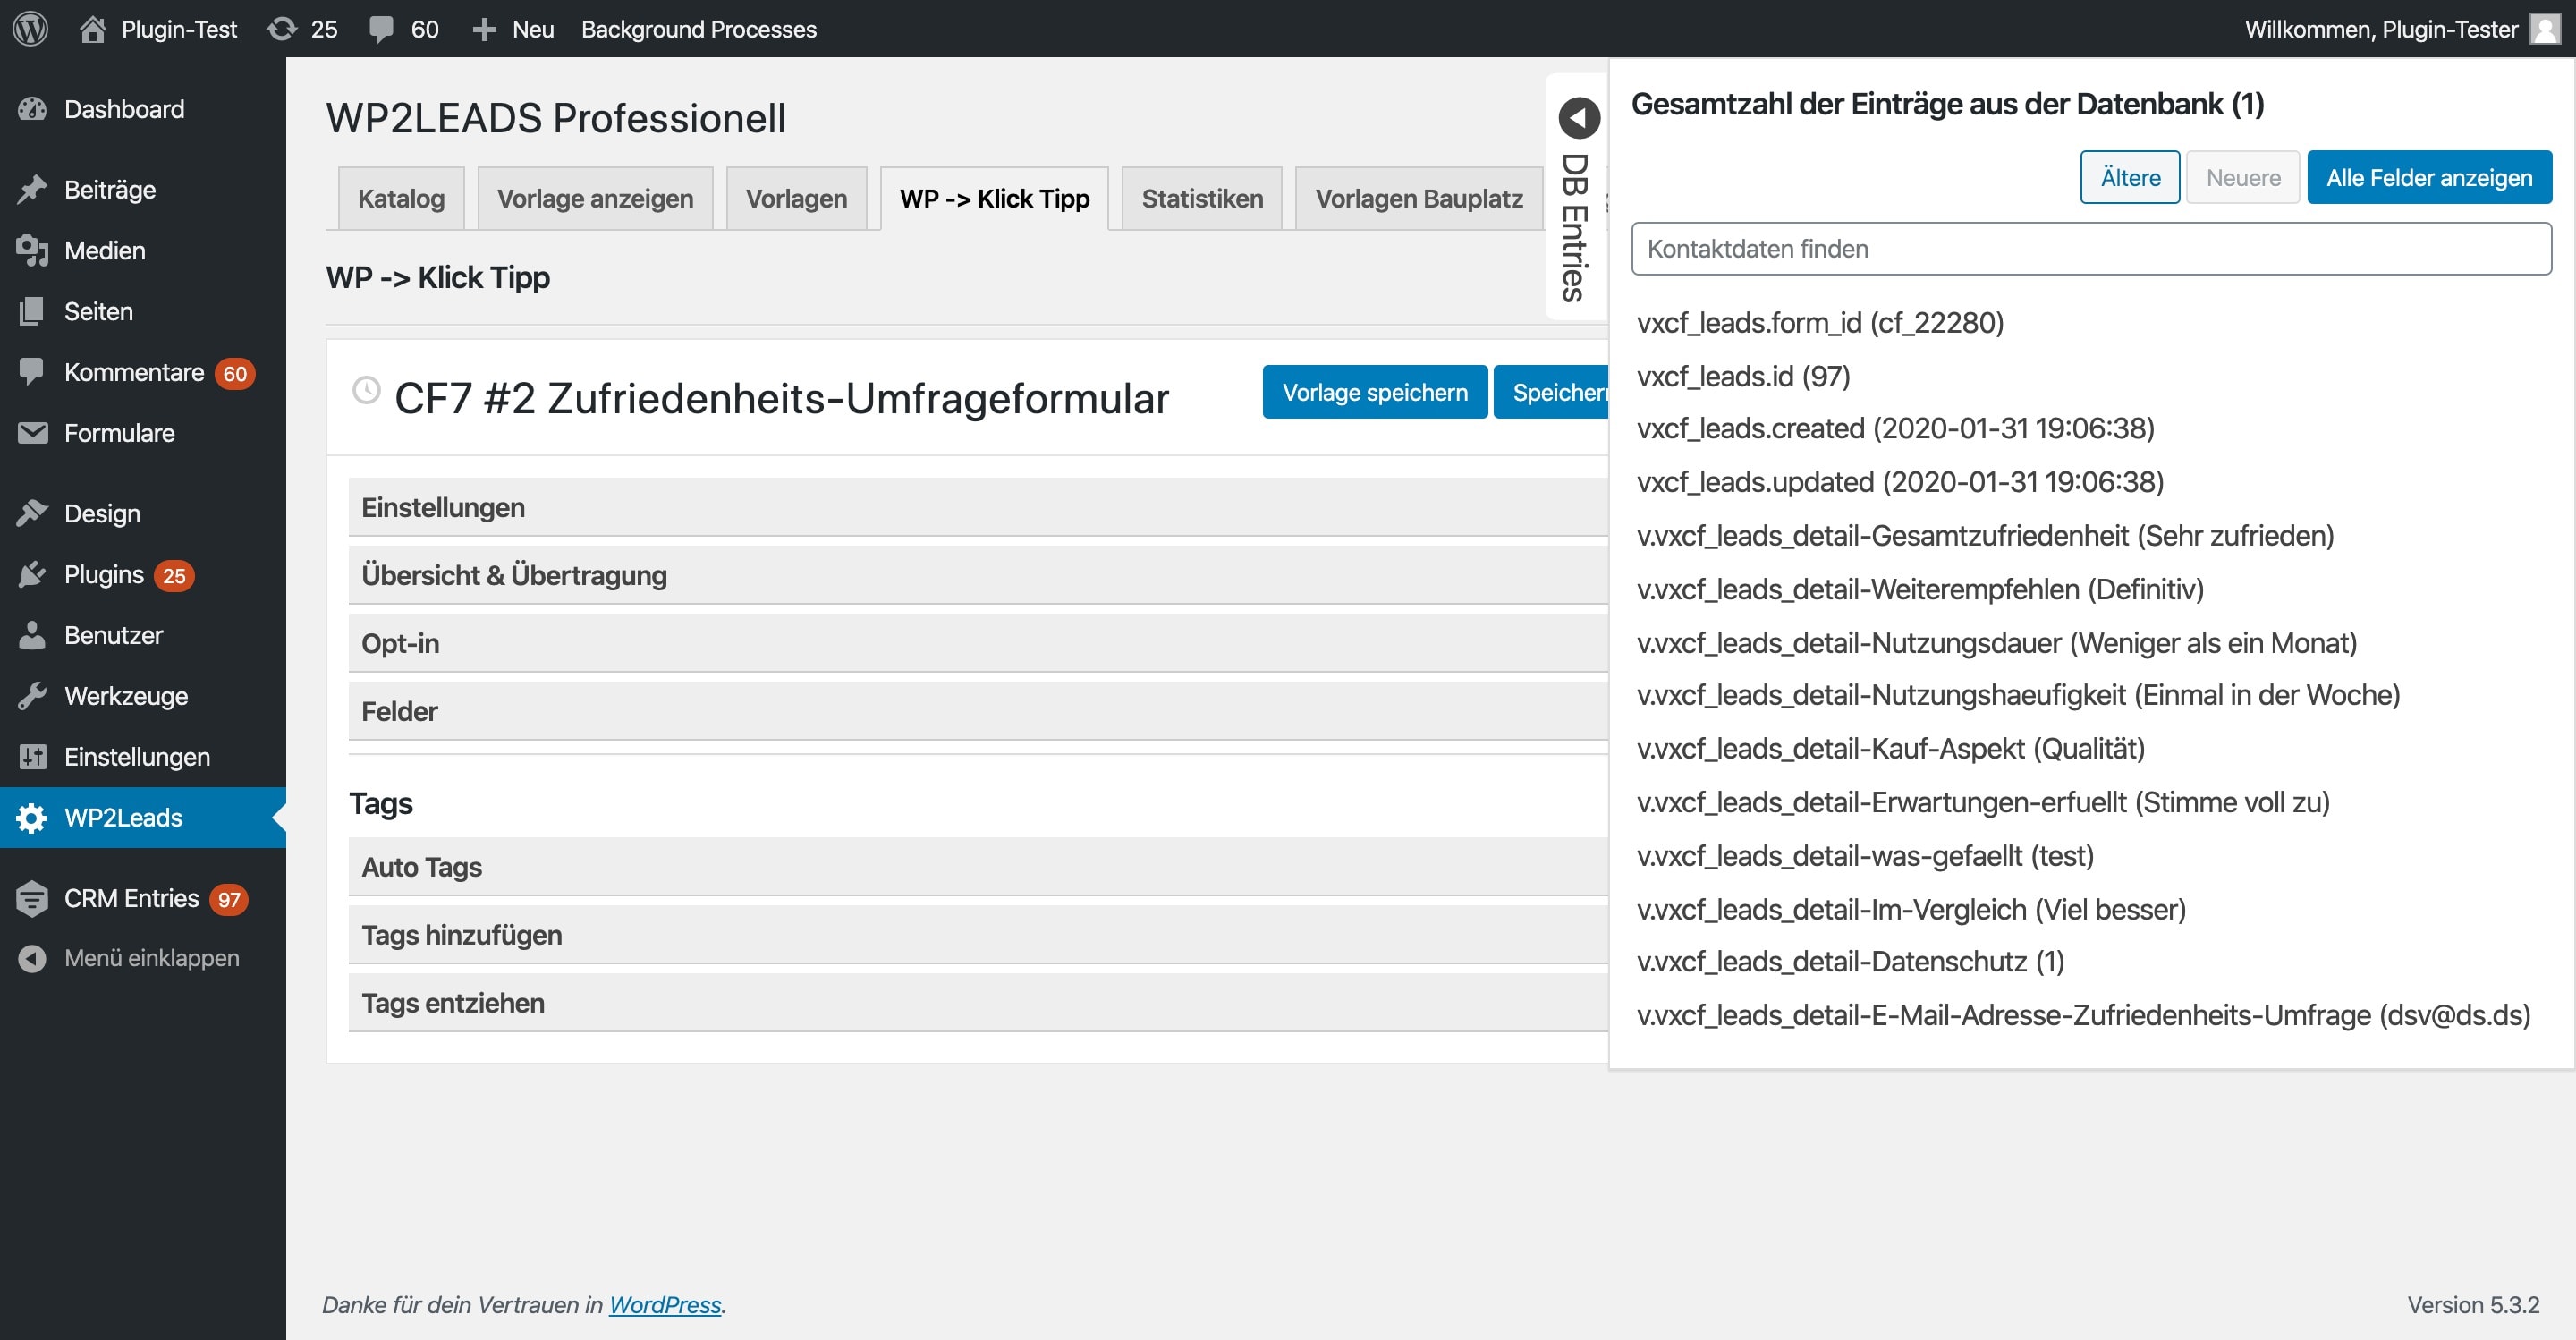 Plugin-Test 25 60 Neu Background Processes Willkommen, Plugin-Tester
Dashboard
Beiträge
Medien
Seiten
Kommentare 60
Formulare
Design
Plugins 25
Benutzer
Werkzeuge
Einstellungen
WP2Leads
CRM Entries 97
Menü einklappen
WP2LEADS Professionell
Katalog Vorlage anzeigen Vorlagen WP -> Klick Tipp Statistiken Vorlagen Bauplatz
WP -> Klick Tipp
CF7 #2 Zufriedenheits-Umfrageformular Vorlage speichern Speichern
Einstellungen
Übersicht & Übertragung
Opt-in
Felder
Tags
Auto Tags
Tags hinzufügen
Tags entziehen
DB Entries
Gesamtzahl der Einträge aus der Datenbank (1)
Ältere Neuere Alle Felder anzeigen
Kontaktdaten finden
vxcf_leads.form_id (cf_22280)
vxcf_leads.id (97)
vxcf_leads.created (2020-01-31 19:06:38)
vxcf_leads.updated (2020-01-31 19:06:38)
v.vxcf_leads_detail-Gesamtzufriedenheit (Sehr zufrieden)
v.vxcf_leads_detail-Weiterempfehlen (Definitiv)
v.vxcf_leads_detail-Nutzungsdauer (Weniger als ein Monat)
v.vxcf_leads_detail-Nutzungshaeufigkeit (Einmal in der Woche)
v.vxcf_leads_detail-Kauf-Aspekt (Qualität)
v.vxcf_leads_detail-Erwartungen-erfuellt (Stimme voll zu)
v.vxcf_leads_detail-was-gefaellt (test)
v.vxcf_leads_detail-Im-Vergleich (Viel besser)
v.vxcf_leads_detail-Datenschutz (1)
v.vxcf_leads_detail-E-Mail-Adresse-Zufriedenheits-Umfrage (dsv@ds.ds)
Danke für dein Vertrauen in WordPress.
Version 5.3.2